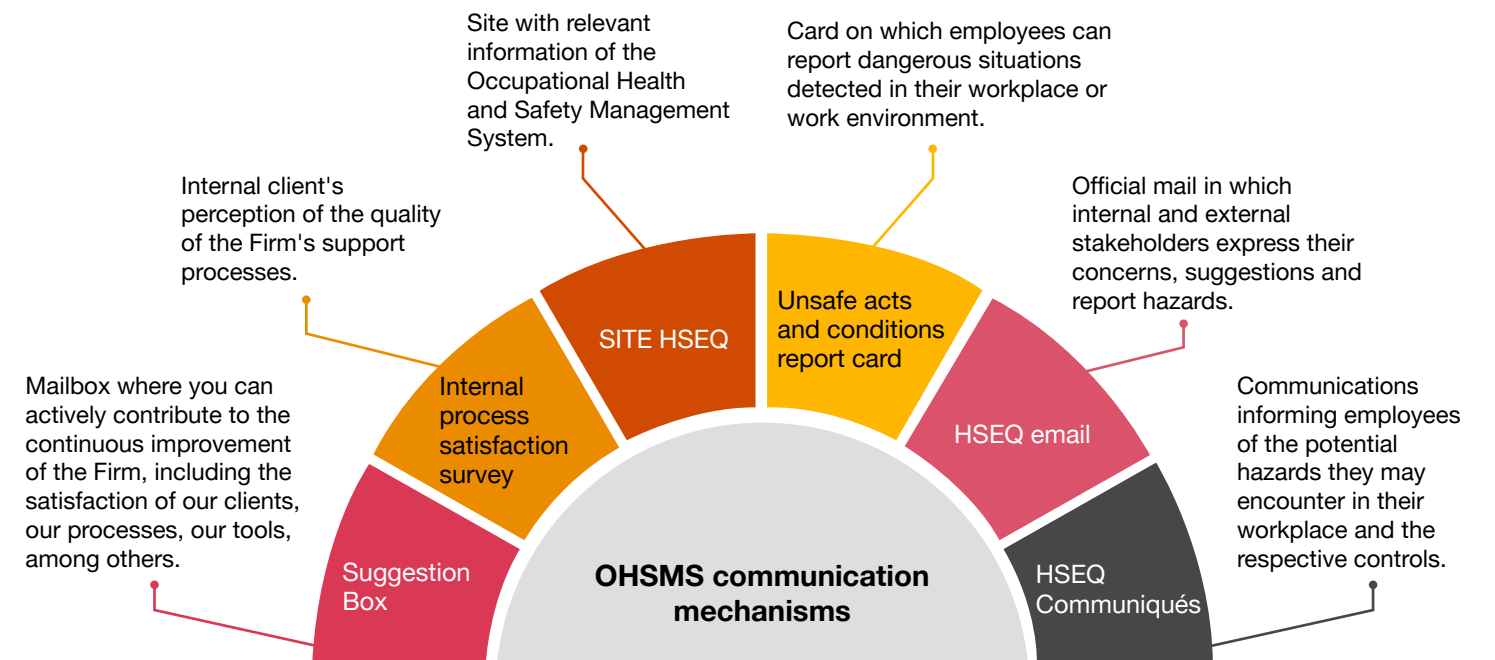 Site with relevant
information of the
Occupational Health
and Safety Management
System.
Card on which employees can
report dangerous situations
detected in their workplace or
work environment.
Internal client's
perception of the quality
of the Firm's support
processes.
Official mail in which
internal and external
stakeholders express their
concerns, suggestions and
report hazards.
Mailbox where you can
actively contribute to the
continuous improvement
of the Firm, including the
satisfaction of our clients,
our processes, our tools,
among others.
Communications
informing employees
of the potential
hazards they may
encounter in their
workplace and the
respective controls.
Suggestion
Box
Internal
process
satisfaction
survey
SITE HSEQ
Unsafe acts
and conditions
report card
HSEQ email
HSEQ
Communiqués
OHSMS communication
mechanisms